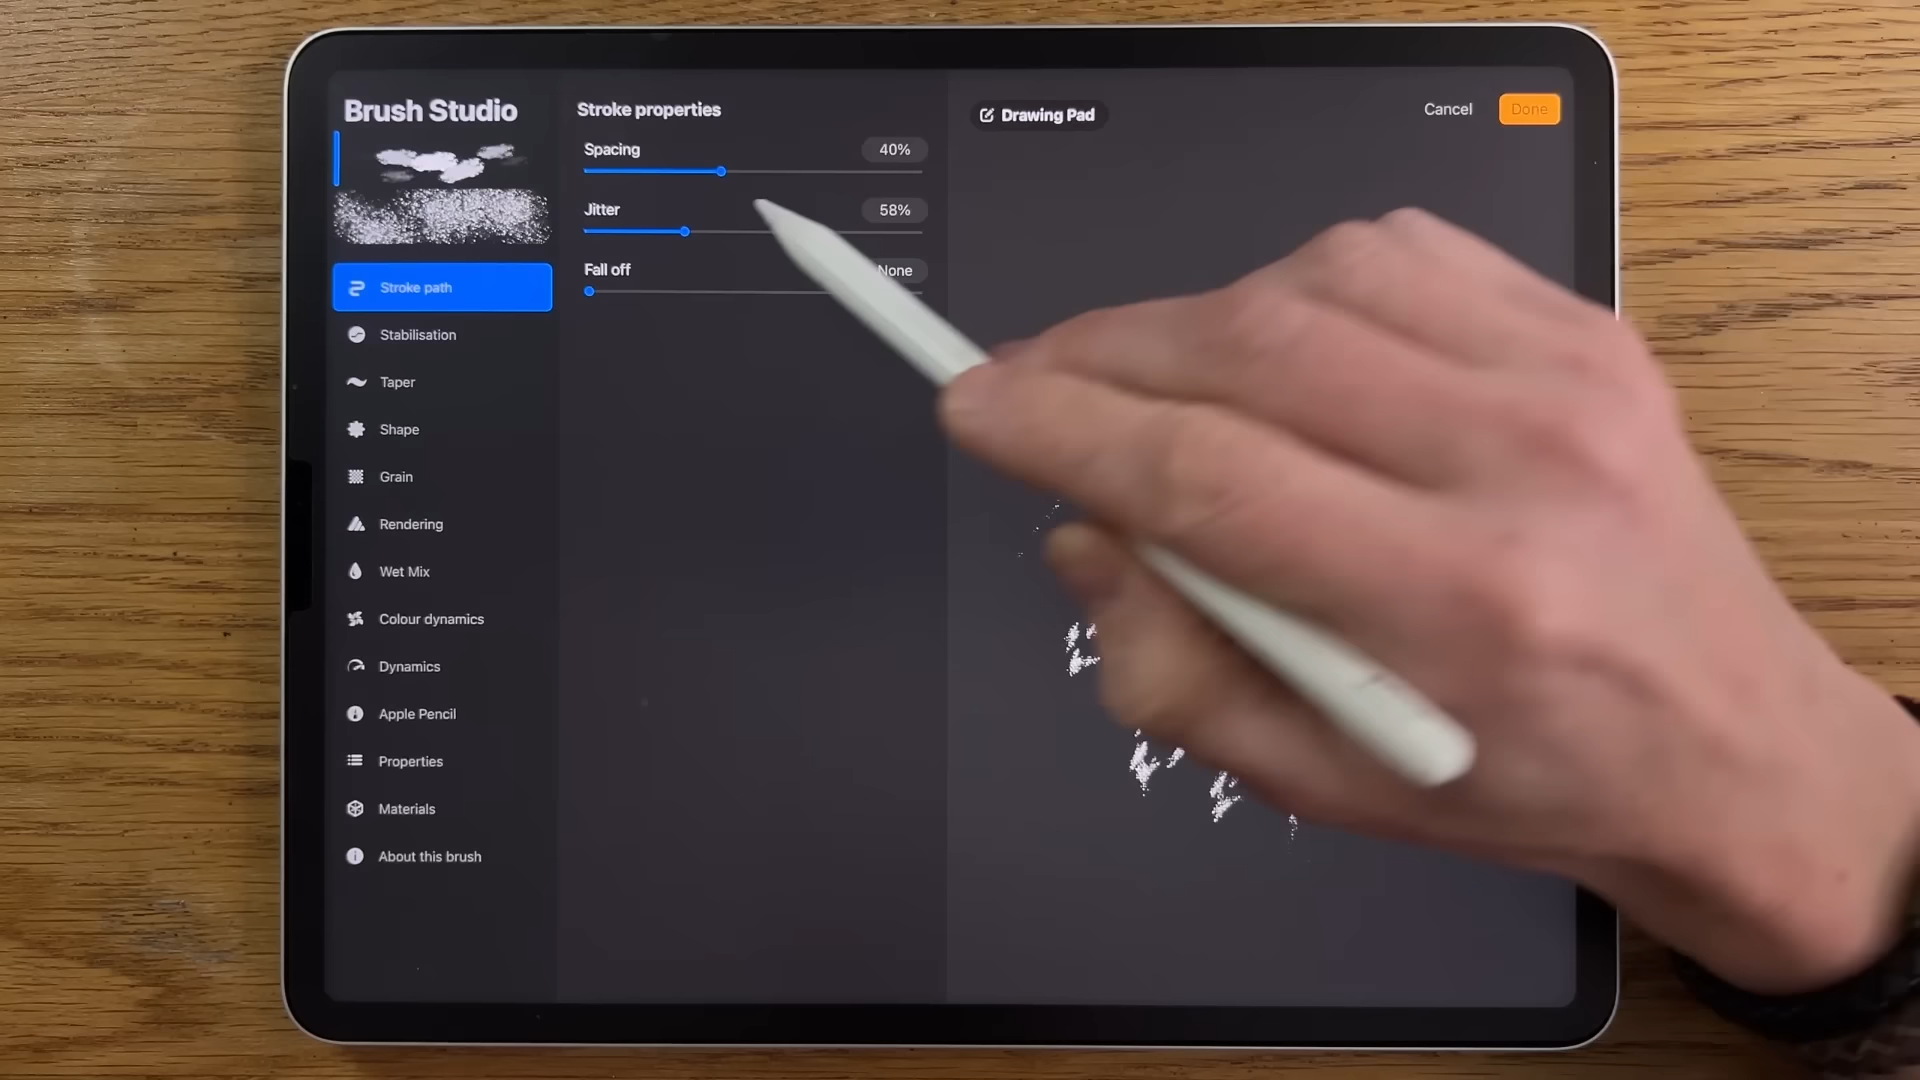 Brush Studio
Stroke path
Stabilisation
Taper
Shape
Grain
Rendering
Wet Mix
Colour dynamics
Dynamics
Apple Pencil
Properties
Materials
About this brush
Stroke properties
Spacing 40%
Jitter 58%
Fall off None
Drawing Pad
Cancel
Done